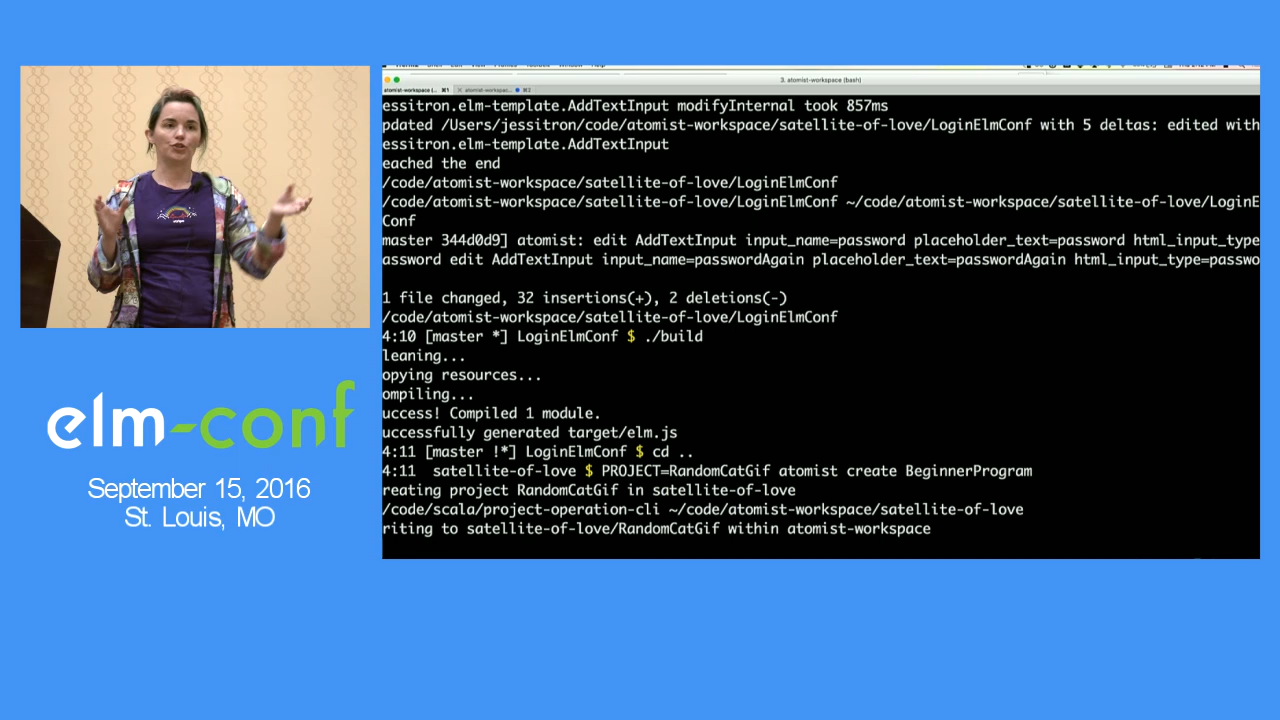 3. atomist-workspace (bash)
atomist-workspace (... ⌘1 × atomist-workspac... ⌘2
essitron.elm-template.AddTextInput modifyInternal took 857ms
pdated /Users/jessitron/code/atomist-workspace/satellite-of-love/LoginElmConf with 5 deltas: edited with
essitron.elm-template.AddTextInput
eached the end
/code/atomist-workspace/satellite-of-love/LoginElmConf
/code/atomist-workspace/satellite-of-love/LoginElmConf ~/code/atomist-workspace/satellite-of-love/LoginE
Conf
master 344d0d9] atomist: edit AddTextInput input_name=password placeholder_text=password html_input_type
assword edit AddTextInput input_name=passwordAgain placeholder_text=passwordAgain html_input_type=passwo
1 file changed, 32 insertions(+), 2 deletions(-)
/code/atomist-workspace/satellite-of-love/LoginElmConf
4:10 [master *] LoginElmConf $ ./build
leaning...
opying resources...
ompiling...
uccess! Compiled 1 module.
uccessfully generated target/elm.js
4:11 [master !*] LoginElmConf $ cd ..
4:11  satellite-of-love $ PROJECT=RandomCatGif atomist create BeginnerProgram
reating project RandomCatGif in satellite-of-love
/code/scala/project-operation-cli ~/code/atomist-workspace/satellite-of-love
riting to satellite-of-love/RandomCatGif within atomist-workspace
elm-conf
September 15, 2016
St. Louis, MO